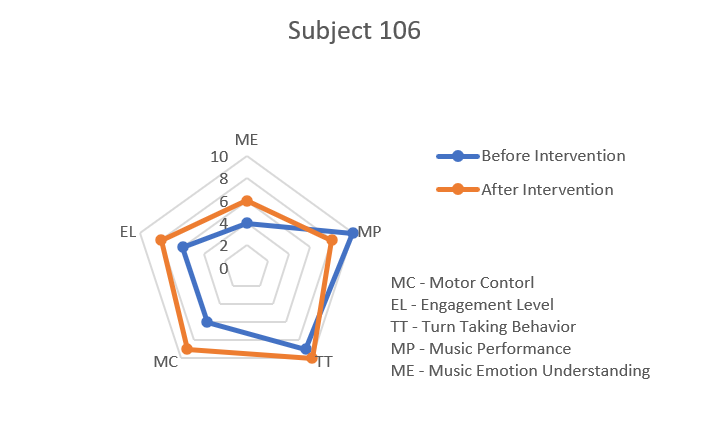 Subject 106
ME
10
8
6
4
2
0
EL
MP
MC
TT
Before Intervention
After Intervention
MC - Motor Contorl
EL - Engagement Level
TT - Turn Taking Behavior
MP - Music Performance
ME - Music Emotion Understanding